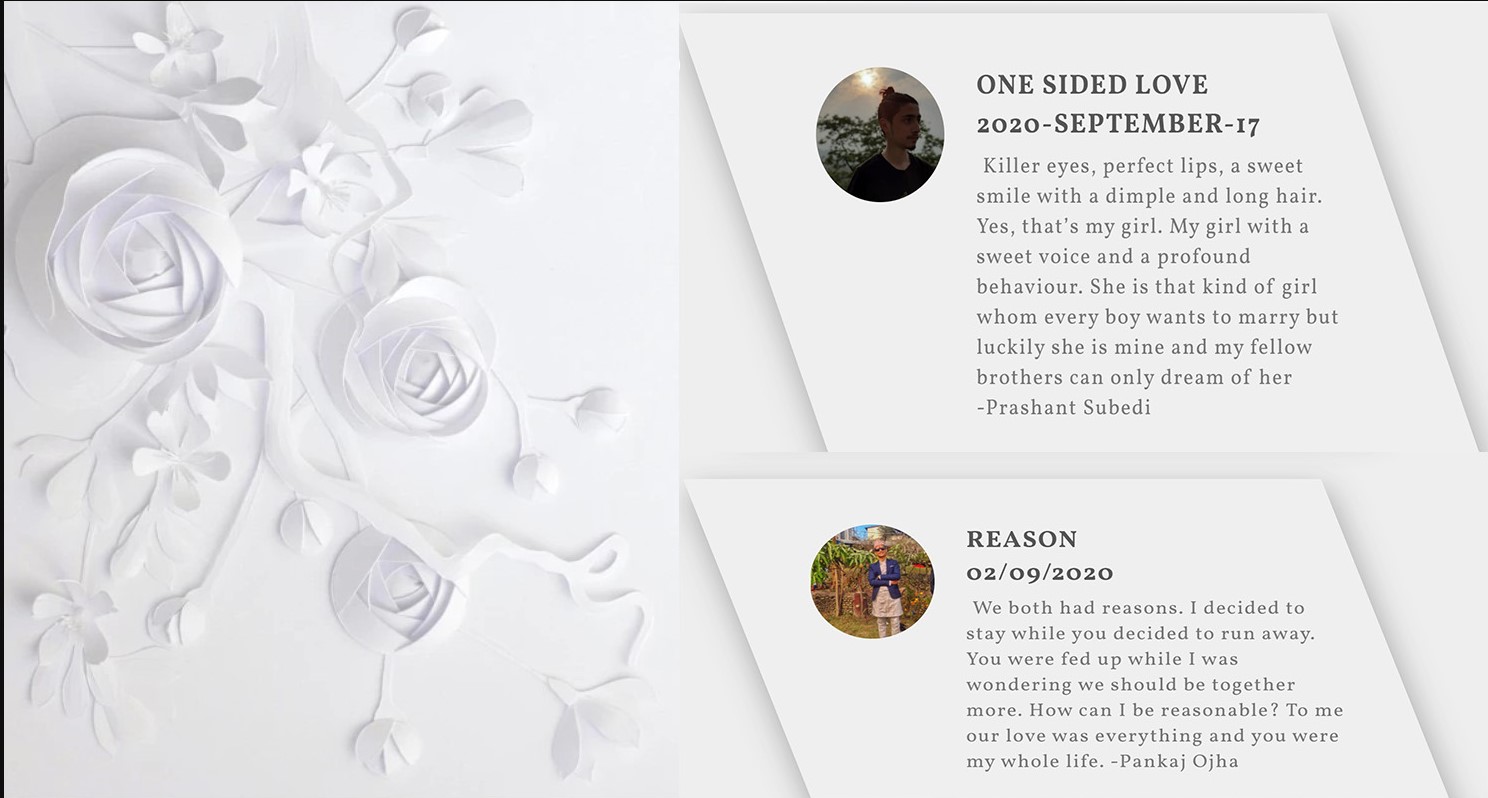 ONE SIDED LOVE
2020-SEPTEMBER-17
Killer eyes, perfect lips, a sweet
smile with a dimple and long hair.
Yes, that's my girl. My girl with a
sweet voice and a profound
behaviour. She is that kind of girl
whom every boy wants to marry but
luckily she is mine and my fellow
brothers can only dream of her
-Prashant Subedi
REASON
02/09/2020
We both had reasons. I decided to
stay while you decided to run away.
You were fed up while I was
wondering we should be together
more. How can I be reasonable? To me
our love was everything and you were
my whole life. -Pankaj Ojha